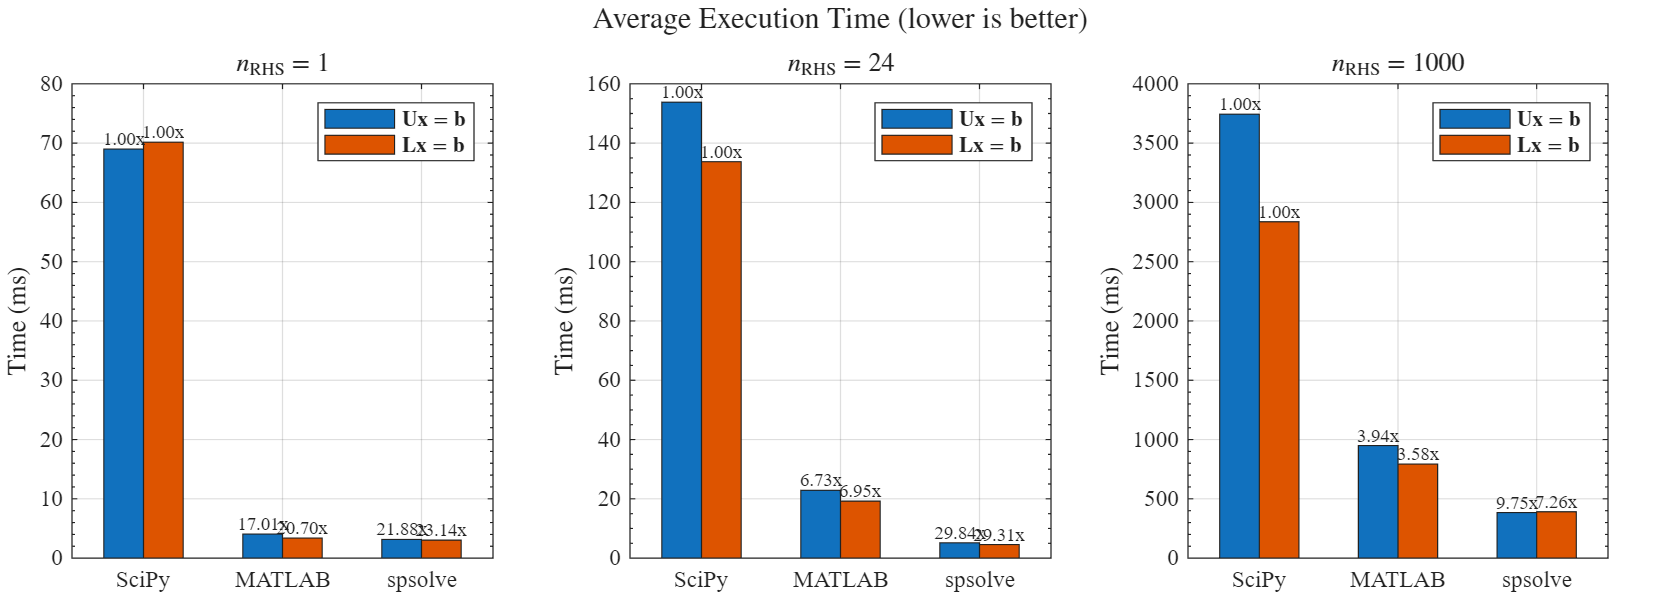 Average Execution Time (lower is better)
n_RHS = 1
Time (ms)
80
70
60
50
40
30
20
10
0
1.00x
1.00x
17.01x
20.70x
21.88x
23.14x
Ux = b
Lx = b
SciPy
MATLAB
spsolve
n_RHS = 24
Time (ms)
160
140
120
100
80
60
40
20
0
1.00x
1.00x
6.73x
6.95x
29.84x
29.31x
Ux = b
Lx = b
SciPy
MATLAB
spsolve
n_RHS = 1000
Time (ms)
4000
3500
3000
2500
2000
1500
1000
500
0
1.00x
1.00x
3.94x
3.58x
9.75x
7.26x
Ux = b
Lx = b
SciPy
MATLAB
spsolve